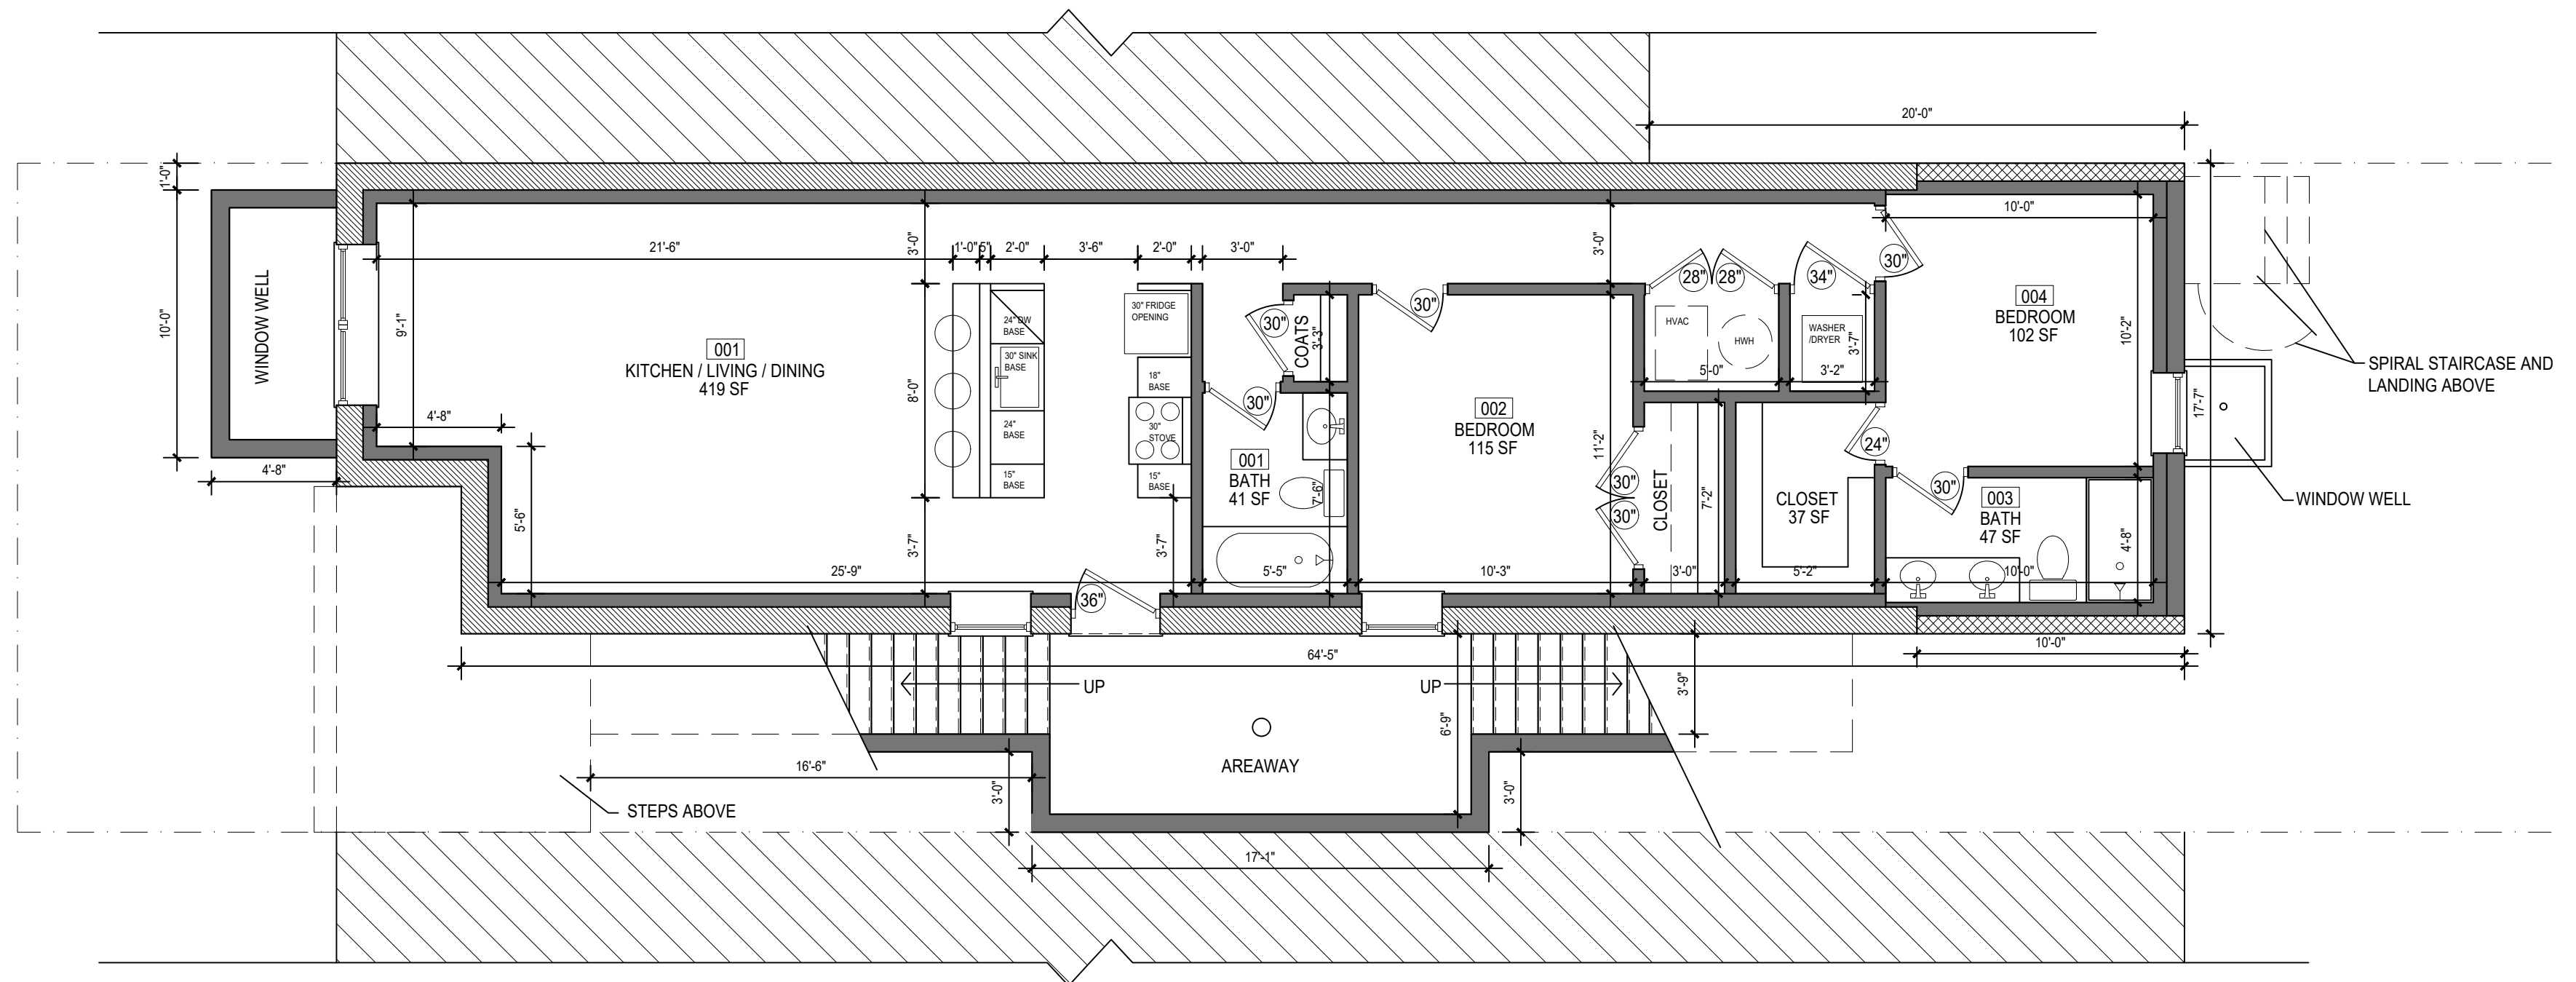 20'-0"
1'-0"
10'-0"
WINDOW WELL
4'-8"
9'-1"
21'-6"
4'-8"
5'-6"
001
KITCHEN / LIVING / DINING
419 SF
3'-0"
8'-0"
3'-7"
1'-0"
5"
2'-0"
3'-6"
2'-0"
3'-0"
24" DW
BASE
30" SINK
BASE
24"
BASE
15"
BASE
30" FRIDGE
OPENING
18"
BASE
30"
STOVE
15"
BASE
3'-7"
25'-9"
36"
30"
COATS
3'-3"
30"
001
BATH
41 SF
7'-6"
5'-5"
30"
002
BEDROOM
115 SF
10'-3"
3'-0"
11'-2"
28"
28"
HVAC
HWH
5'-0"
34"
WASHER
/DRYER
3'-7"
3'-2"
30"
30"
CLOSET
7'-2"
3'-0"
CLOSET
37 SF
5'-2"
24"
30"
10'-0"
004
BEDROOM
102 SF
10'-2"
30"
003
BATH
47 SF
4'-8"
10'-0"
17'-7"
SPIRAL STAIRCASE AND
LANDING ABOVE
WINDOW WELL
10'-0"
64'-5"
UP
UP
3'-9"
6'-9"
AREAWAY
16'-6"
3'-0"
3'-0"
STEPS ABOVE
17'-1"